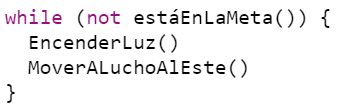 while (not estáEnLaMeta()) {
  EncenderLuz()
  MoverALuchoAlEste()
}